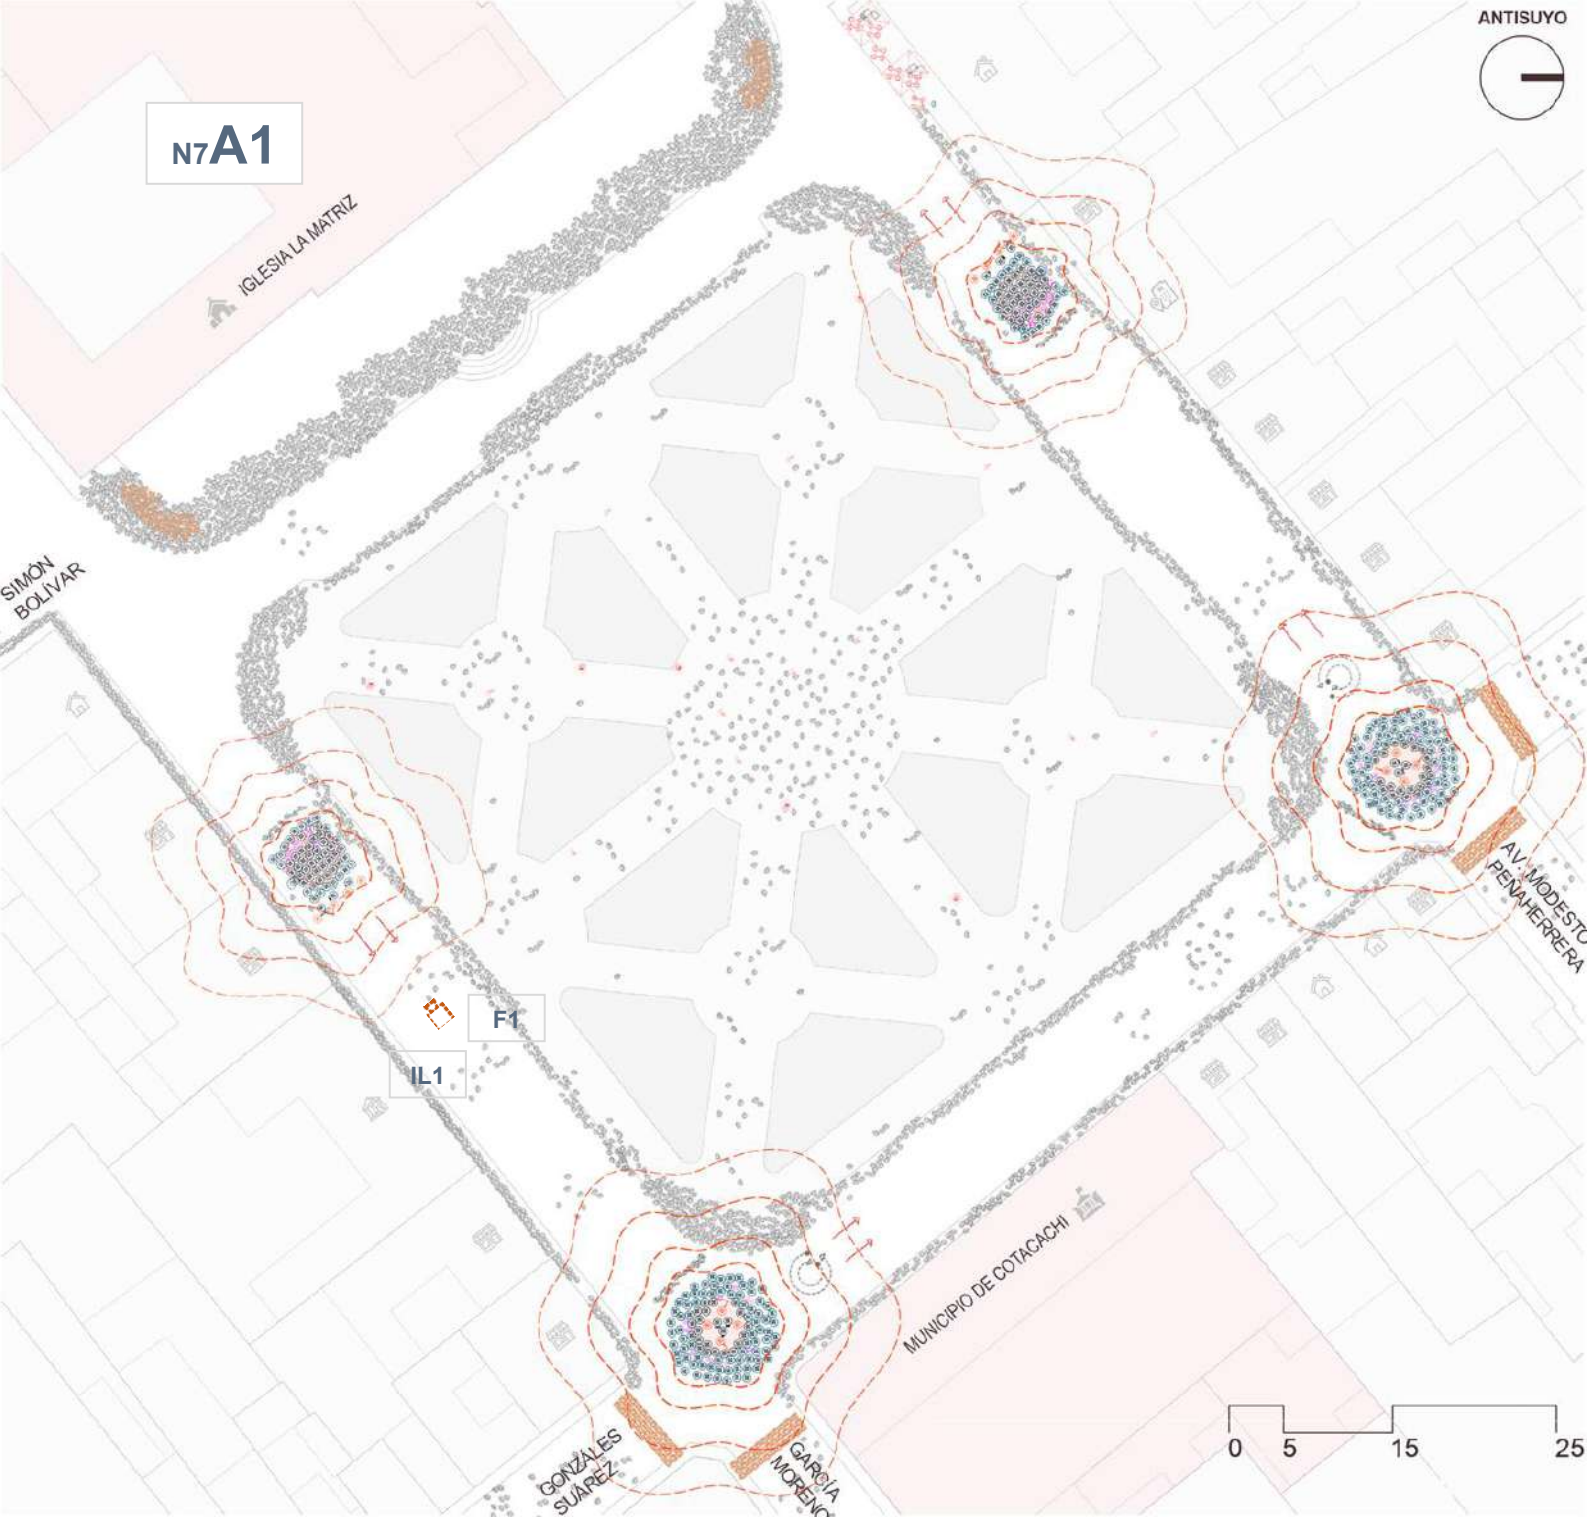 ANTISUYO
N7A1
IGLESIA LA MATRIZ
SIMÓN
BOLÍVAR
AV. MODESTO
PEÑAHERRERA
F1
IL1
MUNICIPIO DE COTACACHI
GONZÁLES
SUÁREZ
GARCÍA
MORENO
0 5 15 25